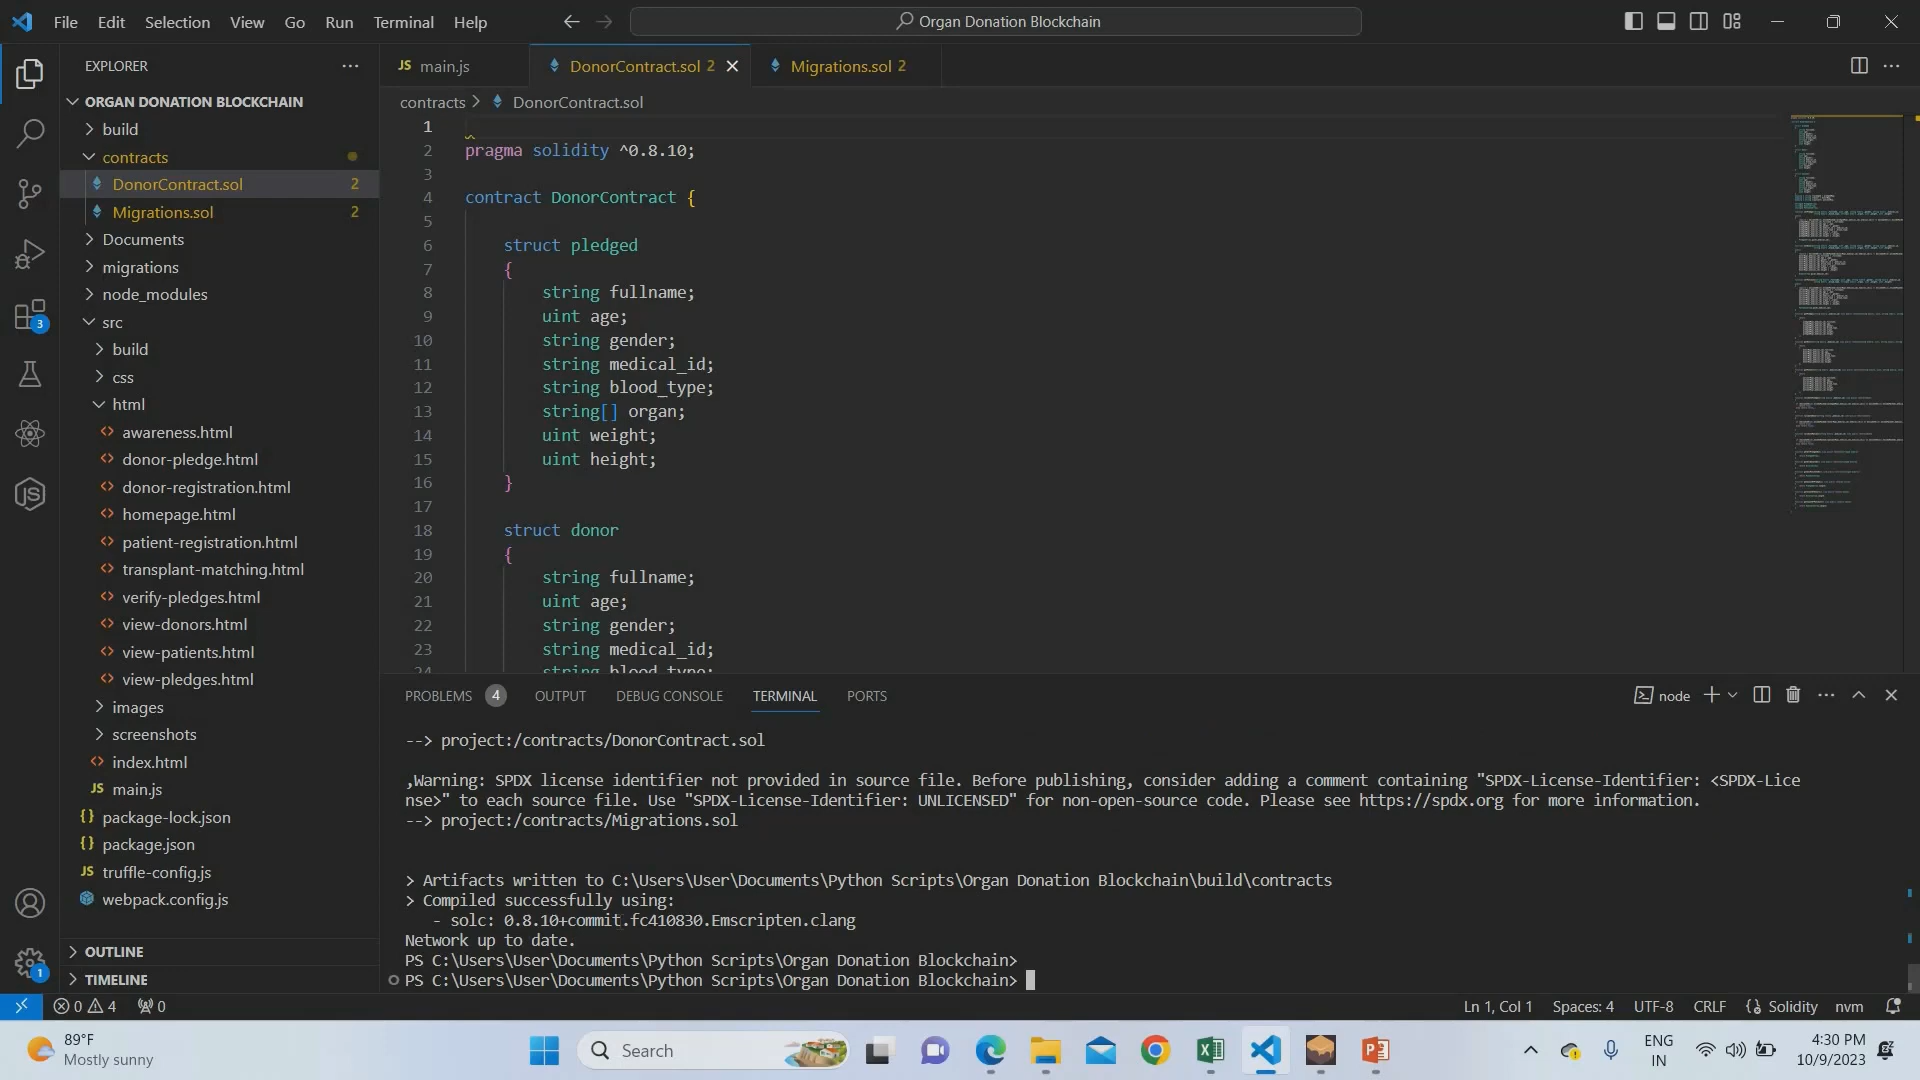 File Edit Selection View Go Run Terminal Help
Organ Donation Blockchain
EXPLORER
ORGAN DONATION BLOCKCHAIN
build
contracts
DonorContract.sol 2
Migrations.sol 2
Documents
migrations
node_modules
src
build
css
html
awareness.html
donor-pledge.html
donor-registration.html
homepage.html
patient-registration.html
transplant-matching.html
verify-pledges.html
view-donors.html
view-patients.html
view-pledges.html
images
screenshots
index.html
JS main.js
{} package-lock.json
{} package.json
JS truffle-config.js
webpack.config.js
OUTLINE
TIMELINE
3
1
JS main.js
DonorContract.sol 2
Migrations.sol 2
contracts > DonorContract.sol
1
2 pragma solidity ^0.8.10;
3
4 contract DonorContract {
5
6 struct pledged
7 {
8 string fullname;
9 uint age;
10 string gender;
11 string medical_id;
12 string blood_type;
13 string[] organ;
14 uint weight;
15 uint height;
16 }
17
18 struct donor
19 {
20 string fullname;
21 uint age;
22 string gender;
23 string medical_id;
24 string blood_type;
PROBLEMS 4 OUTPUT DEBUG CONSOLE TERMINAL PORTS
node
--> project:/contracts/DonorContract.sol
,Warning: SPDX license identifier not provided in source file. Before publishing, consider adding a comment containing "SPDX-License-Identifier: <SPDX-Lice
nse>" to each source file. Use "SPDX-License-Identifier: UNLICENSED" for non-open-source code. Please see https://spdx.org for more information.
--> project:/contracts/Migrations.sol
> Artifacts written to C:\Users\User\Documents\Python Scripts\Organ Donation Blockchain\build\contracts
> Compiled successfully using:
- solc: 0.8.10+commit.fc410830.Emscripten.clang
Network up to date.
PS C:\Users\User\Documents\Python Scripts\Organ Donation Blockchain>
PS C:\Users\User\Documents\Python Scripts\Organ Donation Blockchain>
0 4 0
Ln 1, Col 1 Spaces: 4 UTF-8 CRLF {} Solidity nvm
89°F
Mostly sunny
Search
ENG
IN
4:30 PM
10/9/2023